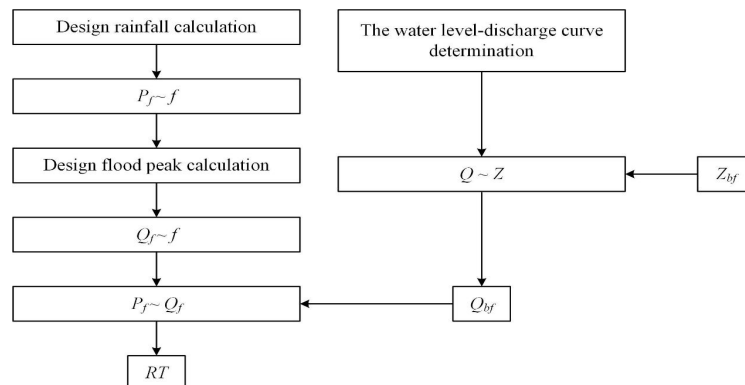 Design rainfall calculation
P_f ~ f
Design flood peak calculation
Q_f ~ f
P_f ~ Q_f
RT
The water level-discharge curve
determination
Q ~ Z
Z_bf
Q_bf